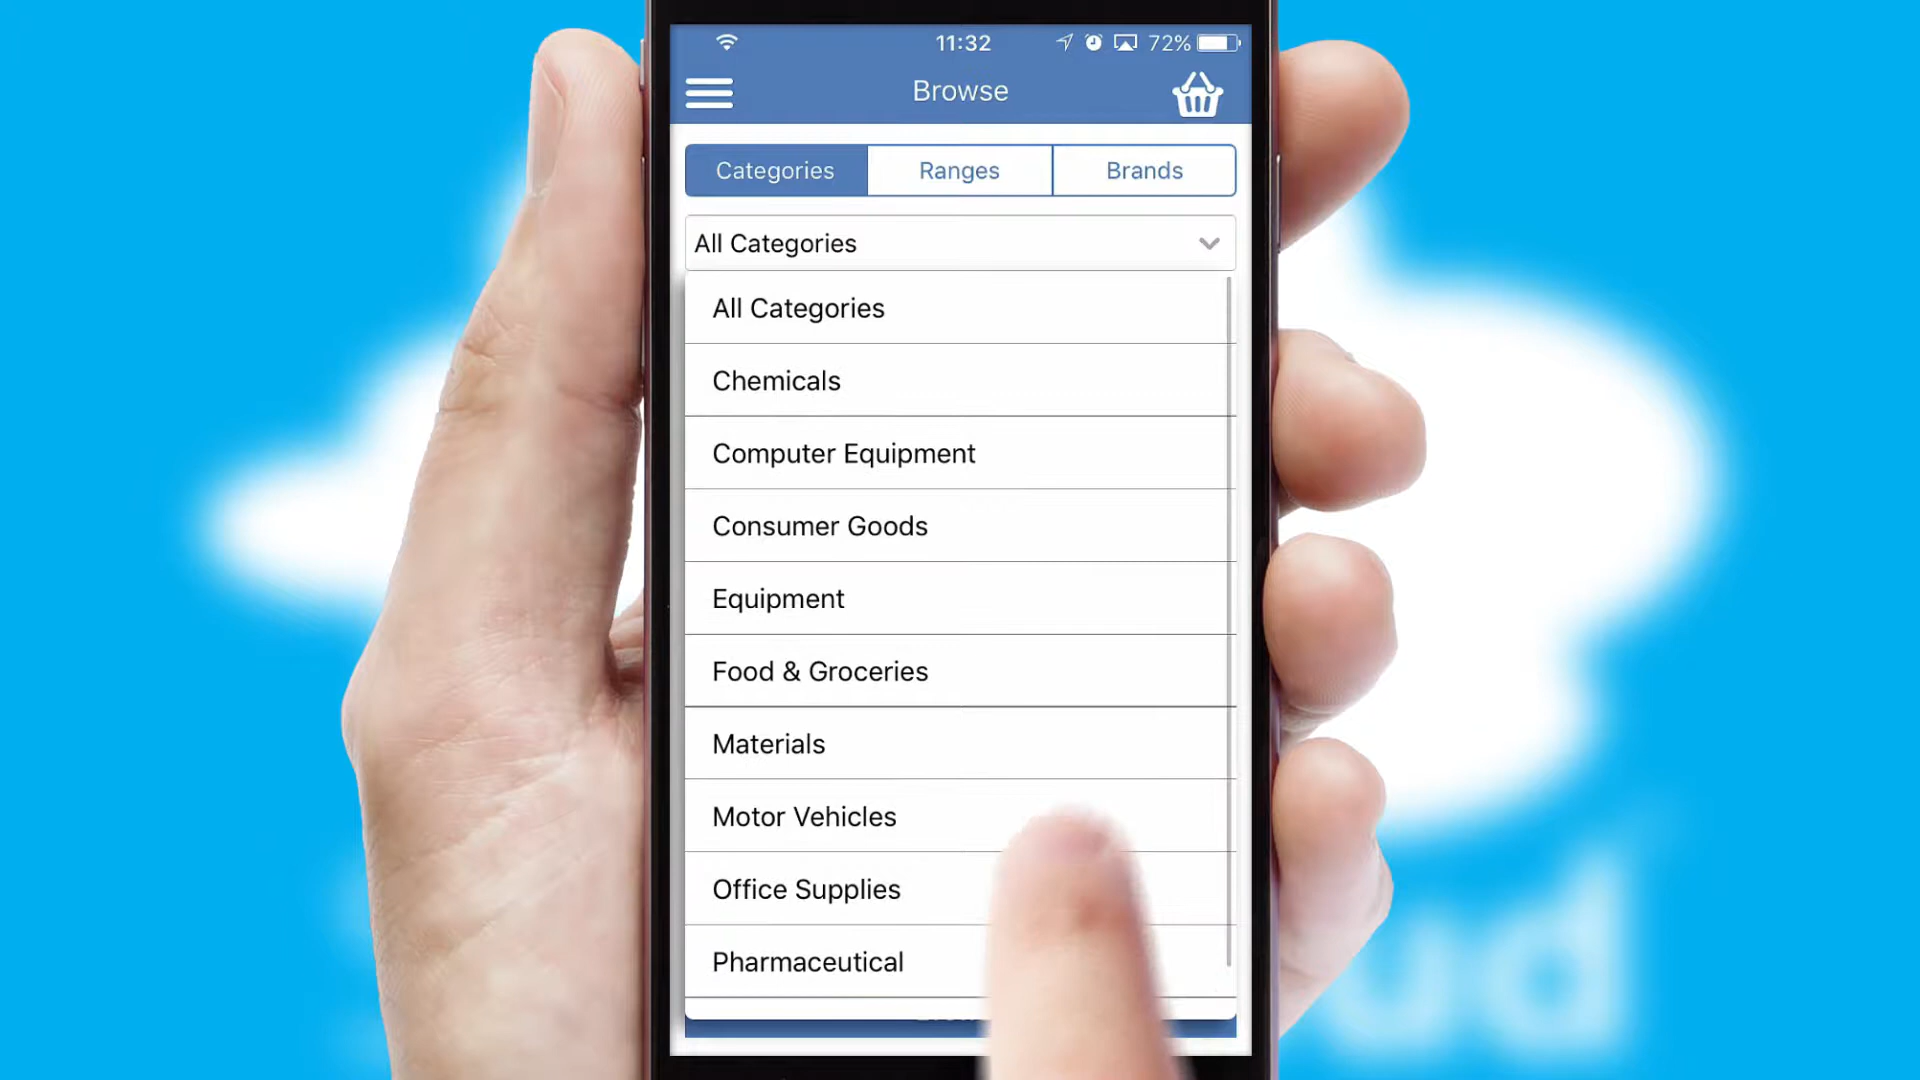 11:32
72%
Browse
Categories
Ranges
Brands
All Categories
All Categories
Chemicals
Computer Equipment
Consumer Goods
Equipment
Food & Groceries
Materials
Motor Vehicles
Office Supplies
Pharmaceutical